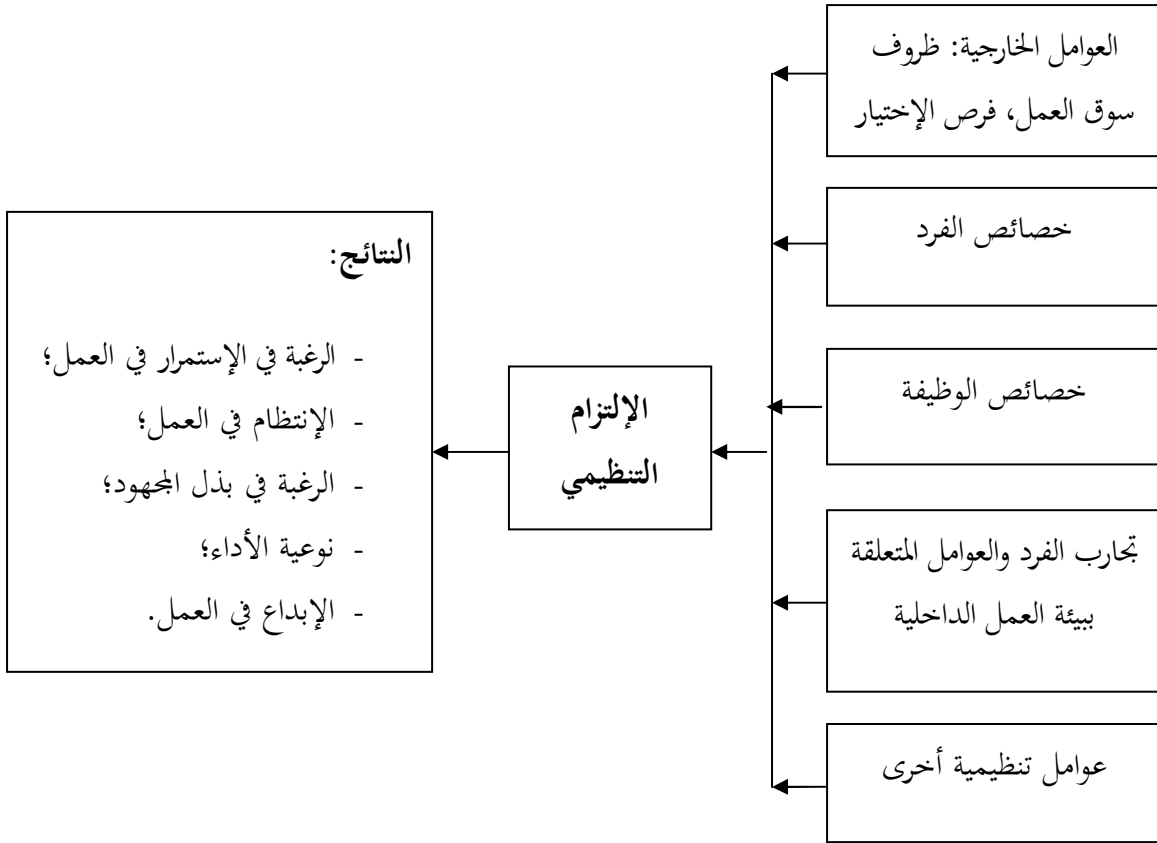 العوامل الخارجية: ظروف
سوق العمل، فرص الإختيار
خصائص الفرد
خصائص الوظيفة
تجارب الفرد والعوامل المتعلقة
ببيئة العمل الداخلية
عوامل تنظيمية أخرى
الإلتزام
التنظيمي
النتائج:
- الرغبة في الإستمرار في العمل؛
- الإنتظام في العمل؛
- الرغبة في بذل المجهود؛
- نوعية الأداء؛
- الإبداع في العمل.